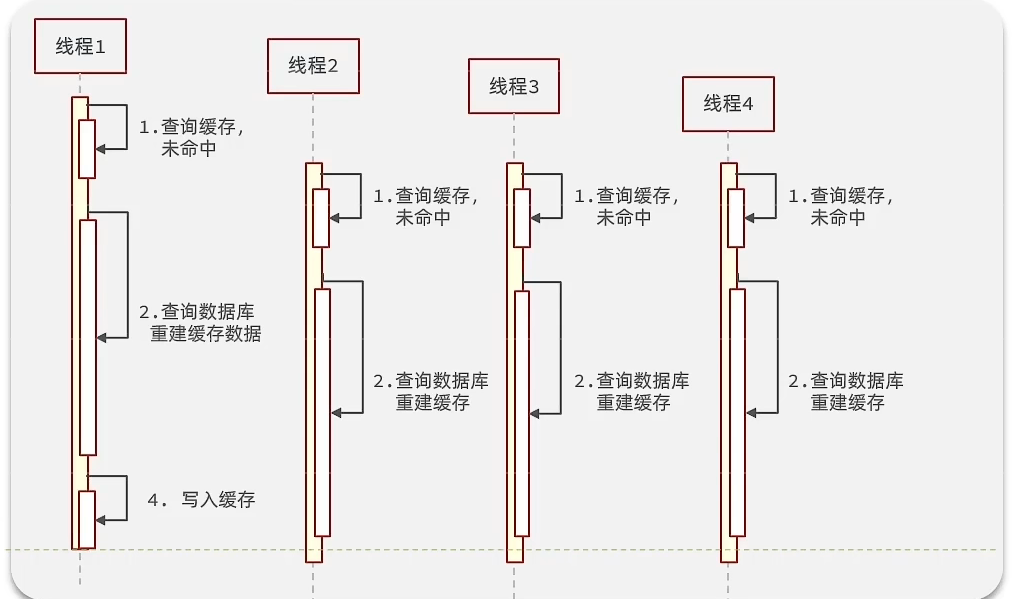 线程1
线程2
线程3
线程4
1.查询缓存,
未命中
1.查询缓存,
未命中
1.查询缓存,
未命中
1.查询缓存,
未命中
2.查询数据库
重建缓存数据
2.查询数据库
重建缓存
2.查询数据库
重建缓存
2.查询数据库
重建缓存
4. 写入缓存